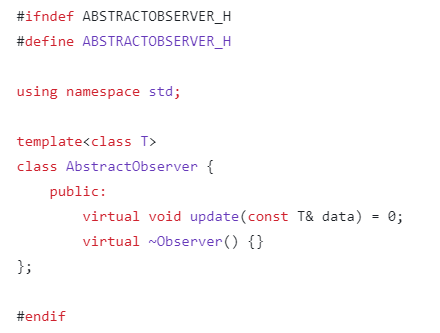 #ifndef ABSTRACTOBSERVER_H
#define ABSTRACTOBSERVER_H
using namespace std;
template<class T>
class AbstractObserver {
public:
virtual void update(const T& data) = 0;
virtual ~Observer() {}
};
#endif